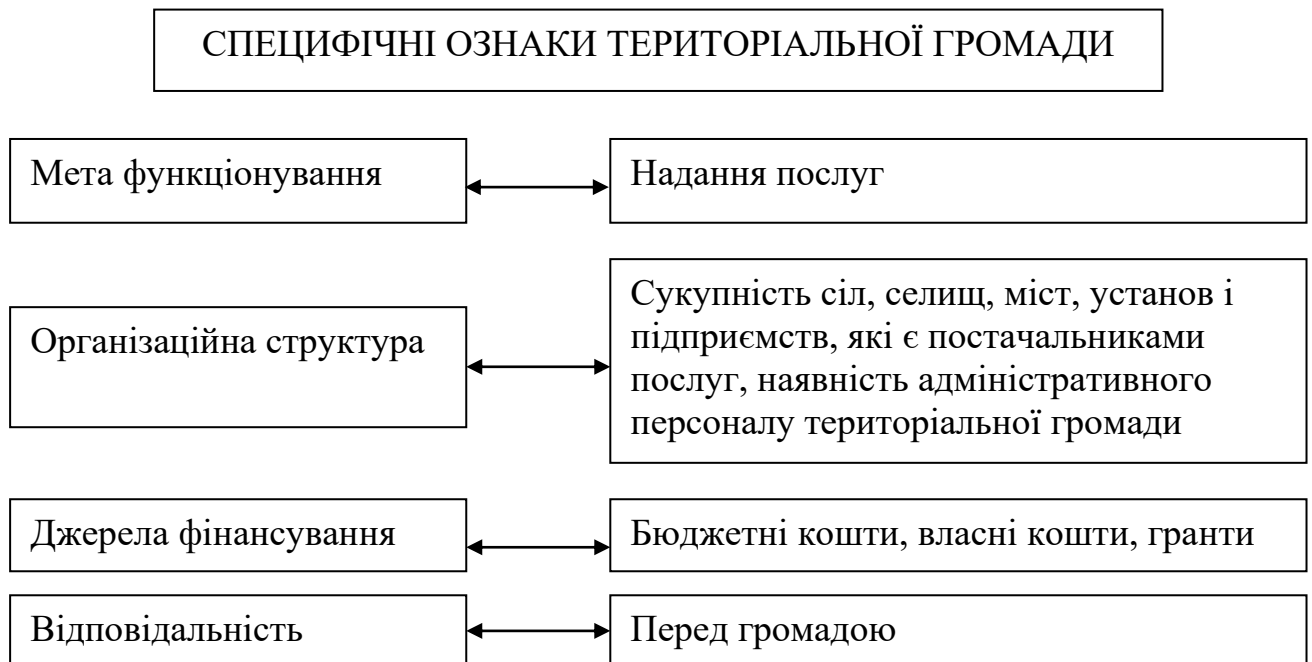 СПЕЦИФІЧНІ ОЗНАКИ ТЕРИТОРІАЛЬНОЇ ГРОМАДИ
Мета функціонування
Надання послуг
Організаційна структура
Сукупність сіл, селищ, міст, установ і
підприємств, які є постачальниками
послуг, наявність адміністративного
персоналу територіальної громади
Джерела фінансування
Бюджетні кошти, власні кошти, гранти
Відповідальність
Перед громадою